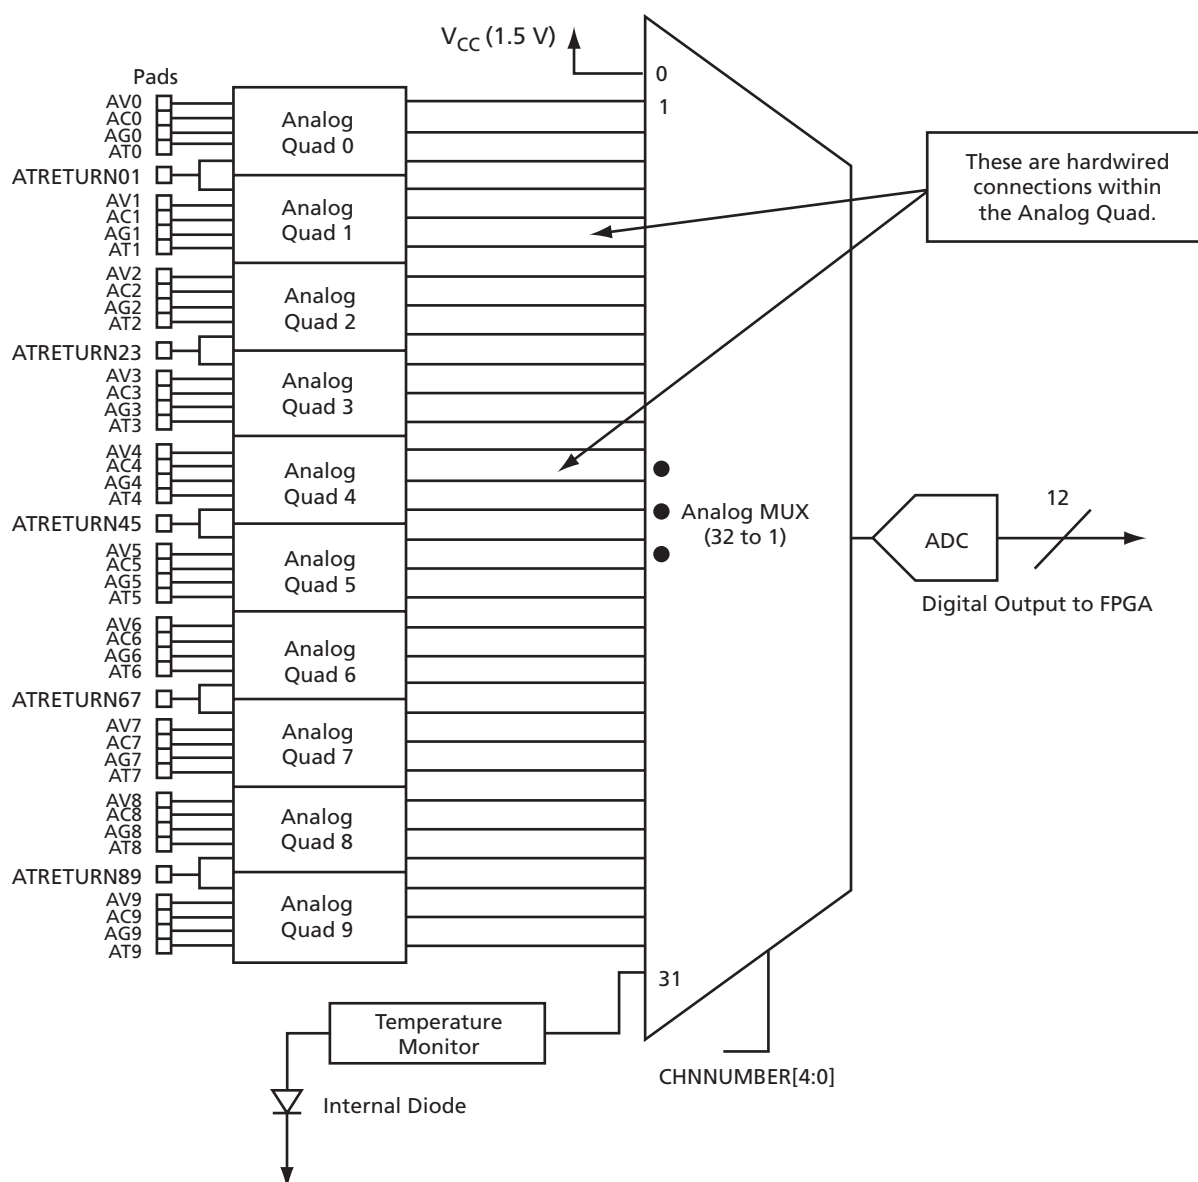 V_CC (1.5 V)
Pads
0
1
AV0
AC0
AG0
AT0
Analog
Quad 0
ATRETURN01
AV1
AC1
AG1
AT1
Analog
Quad 1
These are hardwired
connections within
the Analog Quad.
AV2
AC2
AG2
AT2
Analog
Quad 2
ATRETURN23
AV3
AC3
AG3
AT3
Analog
Quad 3
AV4
AC4
AG4
AT4
Analog
Quad 4
ATRETURN45
Analog MUX
(32 to 1)
ADC
12
Digital Output to FPGA
AV5
AC5
AG5
AT5
Analog
Quad 5
AV6
AC6
AG6
AT6
Analog
Quad 6
ATRETURN67
AV7
AC7
AG7
AT7
Analog
Quad 7
AV8
AC8
AG8
AT8
Analog
Quad 8
ATRETURN89
AV9
AC9
AG9
AT9
Analog
Quad 9
31
Temperature
Monitor
CHNNUMBER[4:0]
Internal Diode